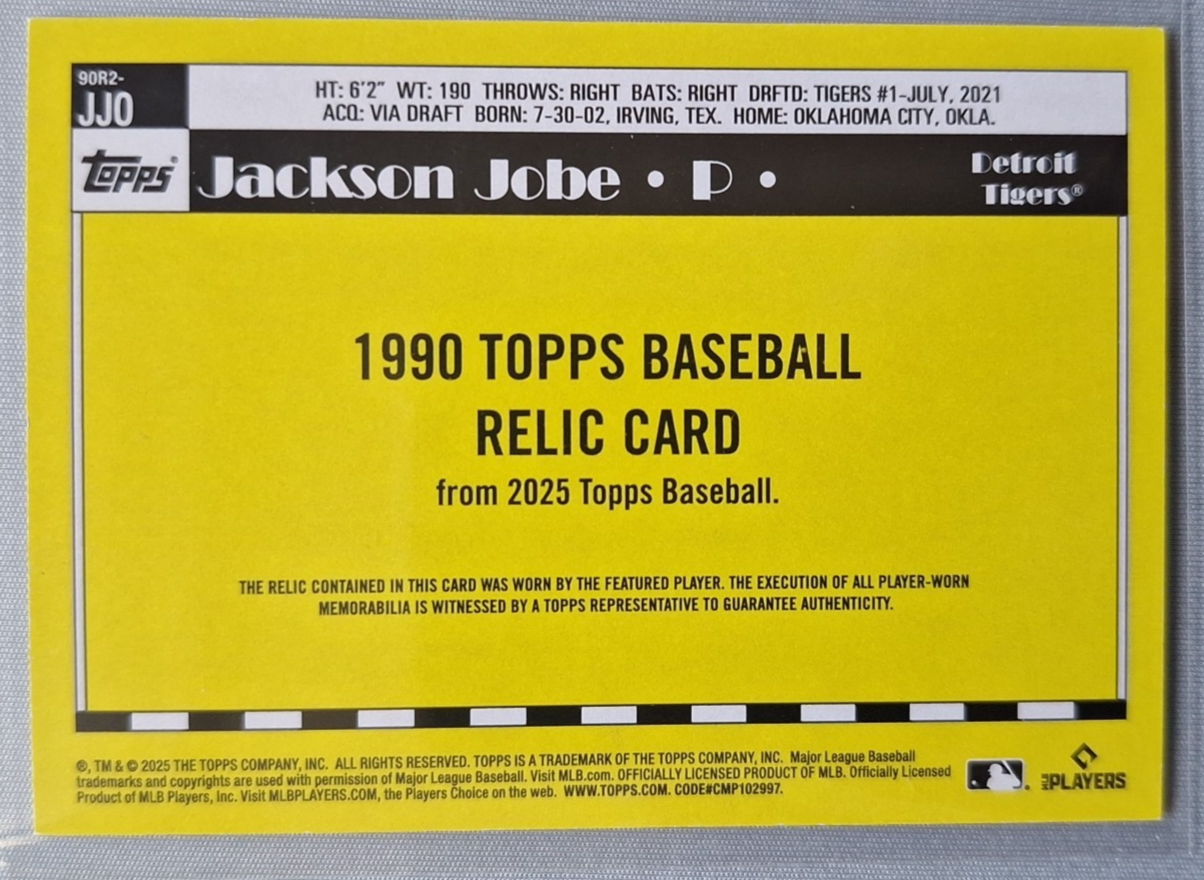 90R2-
JJO
HT: 6'2" WT: 190 THROWS: RIGHT BATS: RIGHT DRFTD: TIGERS #1-JULY, 2021
ACQ: VIA DRAFT BORN: 7-30-02, IRVING, TEX. HOME: OKLAHOMA CITY, OKLA.
Topps® Jackson Jobe • P •
Detroit
Tigers®
1990 TOPPS BASEBALL
RELIC CARD
from 2025 Topps Baseball.
THE RELIC CONTAINED IN THIS CARD WAS WORN BY THE FEATURED PLAYER. THE EXECUTION OF ALL PLAYER-WORN
MEMORABILIA IS WITNESSED BY A TOPPS REPRESENTATIVE TO GUARANTEE AUTHENTICITY.
®, TM & © 2025 THE TOPPS COMPANY, INC. ALL RIGHTS RESERVED. TOPPS IS A TRADEMARK OF THE TOPPS COMPANY, INC. Major League Baseball
trademarks and copyrights are used with permission of Major League Baseball. Visit MLB.com. OFFICIALLY LICENSED PRODUCT OF MLB. Officially Licensed
Product of MLB Players, Inc. Visit MLBPLAYERS.COM, the Players Choice on the web. WWW.TOPPS.COM. CODE#CMP102997.
MLB PLAYERS